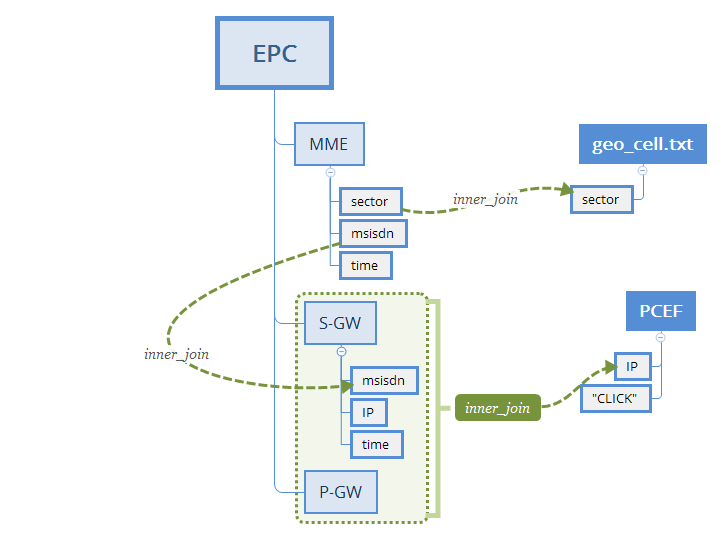 EPC
MME
geo_cell.txt
sector
inner_join
sector
msisdn
time
S-GW
PCEF
inner_join
IP
msisdn
"CLICK"
IP
inner_join
time
P-GW